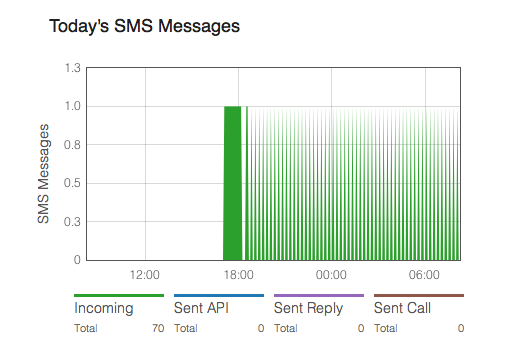 Today's SMS Messages
1.3
1.0
0.8
0.5
0.3
0
SMS Messages
12:00 18:00 00:00 06:00
Incoming Sent API Sent Reply Sent Call
Total 70 Total 0 Total 0 Total 0